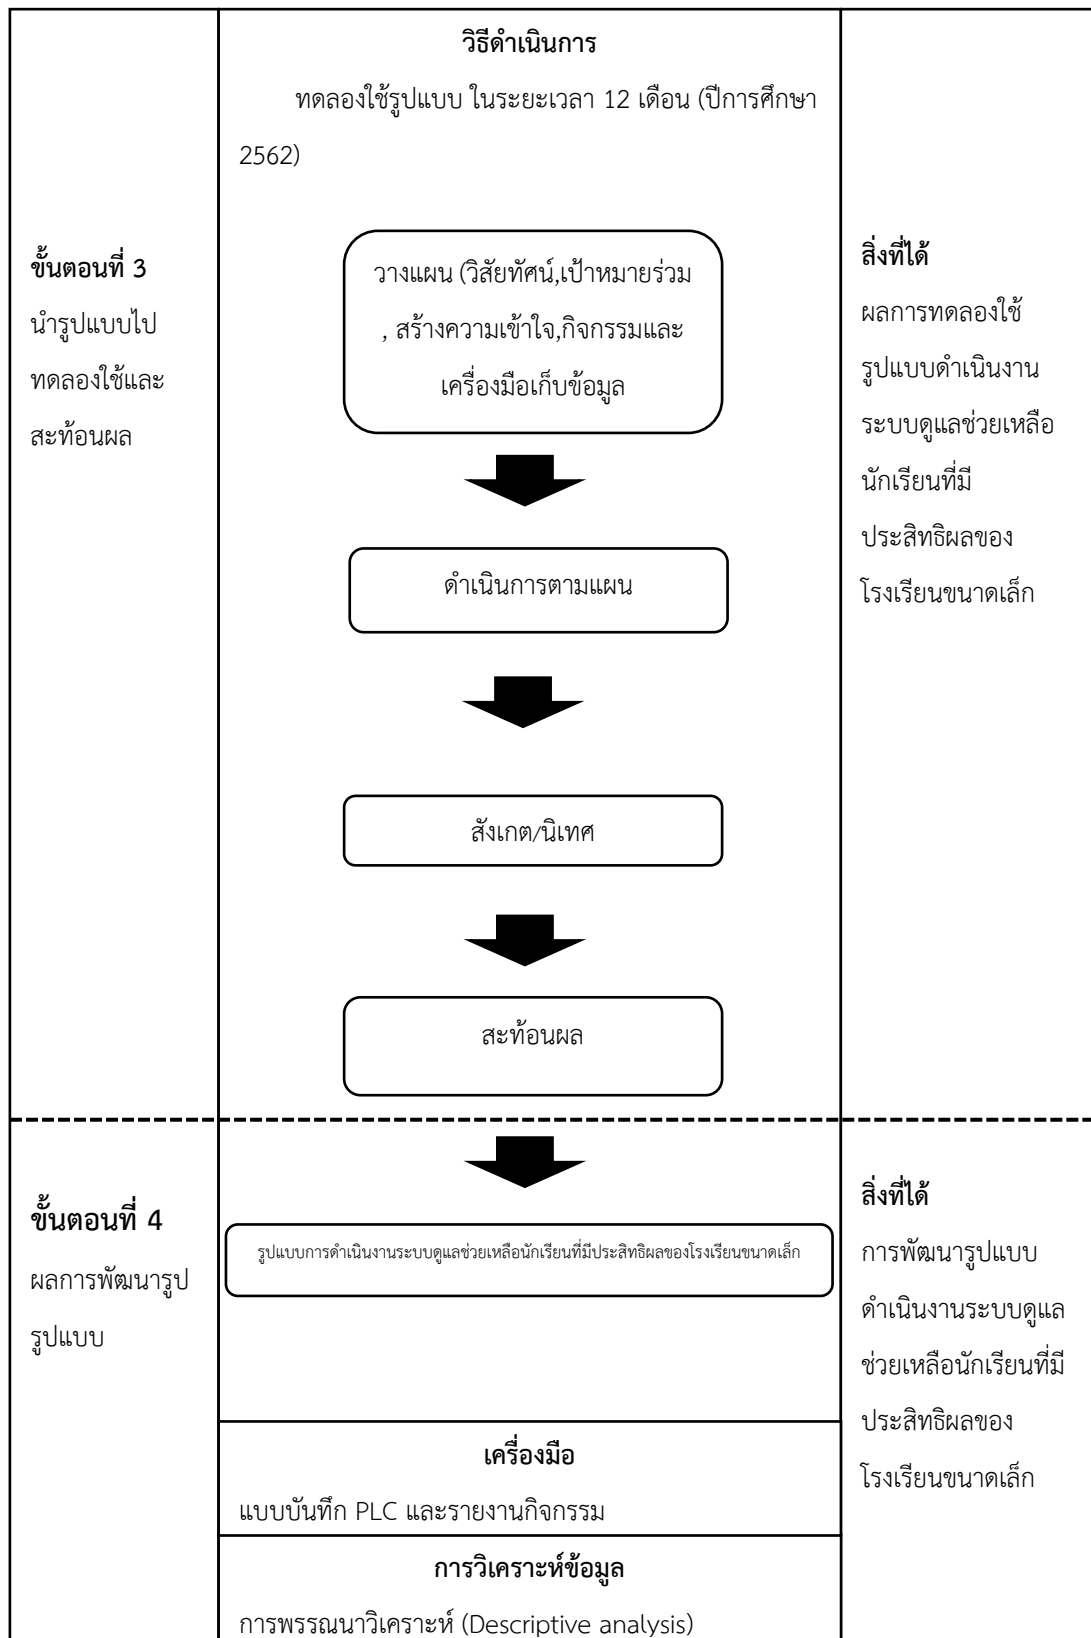 ขั้นตอนที่ 3
นำรูปแบบไป
ทดลองใช้และ
สะท้อนผล
วิธีดำเนินการ
ทดลองใช้รูปแบบ ในระยะเวลา 12 เดือน (ปีการศึกษา
2562)
วางแผน (วิสัยทัศน์,เป้าหมายร่วม
, สร้างความเข้าใจ,กิจกรรมและ
เครื่องมือเก็บข้อมูล
ดำเนินการตามแผน
สังเกต/นิเทศ
สะท้อนผล
สิ่งที่ได้
ผลการทดลองใช้
รูปแบบดำเนินงาน
ระบบดูแลช่วยเหลือ
นักเรียนที่มี
ประสิทธิผลของ
โรงเรียนขนาดเล็ก
ขั้นตอนที่ 4
ผลการพัฒนารูป
รูปแบบ
รูปแบบการดำเนินงานระบบดูแลช่วยเหลือนักเรียนที่มีประสิทธิผลของโรงเรียนขนาดเล็ก
เครื่องมือ
แบบบันทึก PLC และรายงานกิจกรรม
การวิเคราะห์ข้อมูล
การพรรณนาวิเคราะห์ (Descriptive analysis)
สิ่งที่ได้
การพัฒนารูปแบบ
ดำเนินงานระบบดูแล
ช่วยเหลือนักเรียนที่มี
ประสิทธิผลของ
โรงเรียนขนาดเล็ก